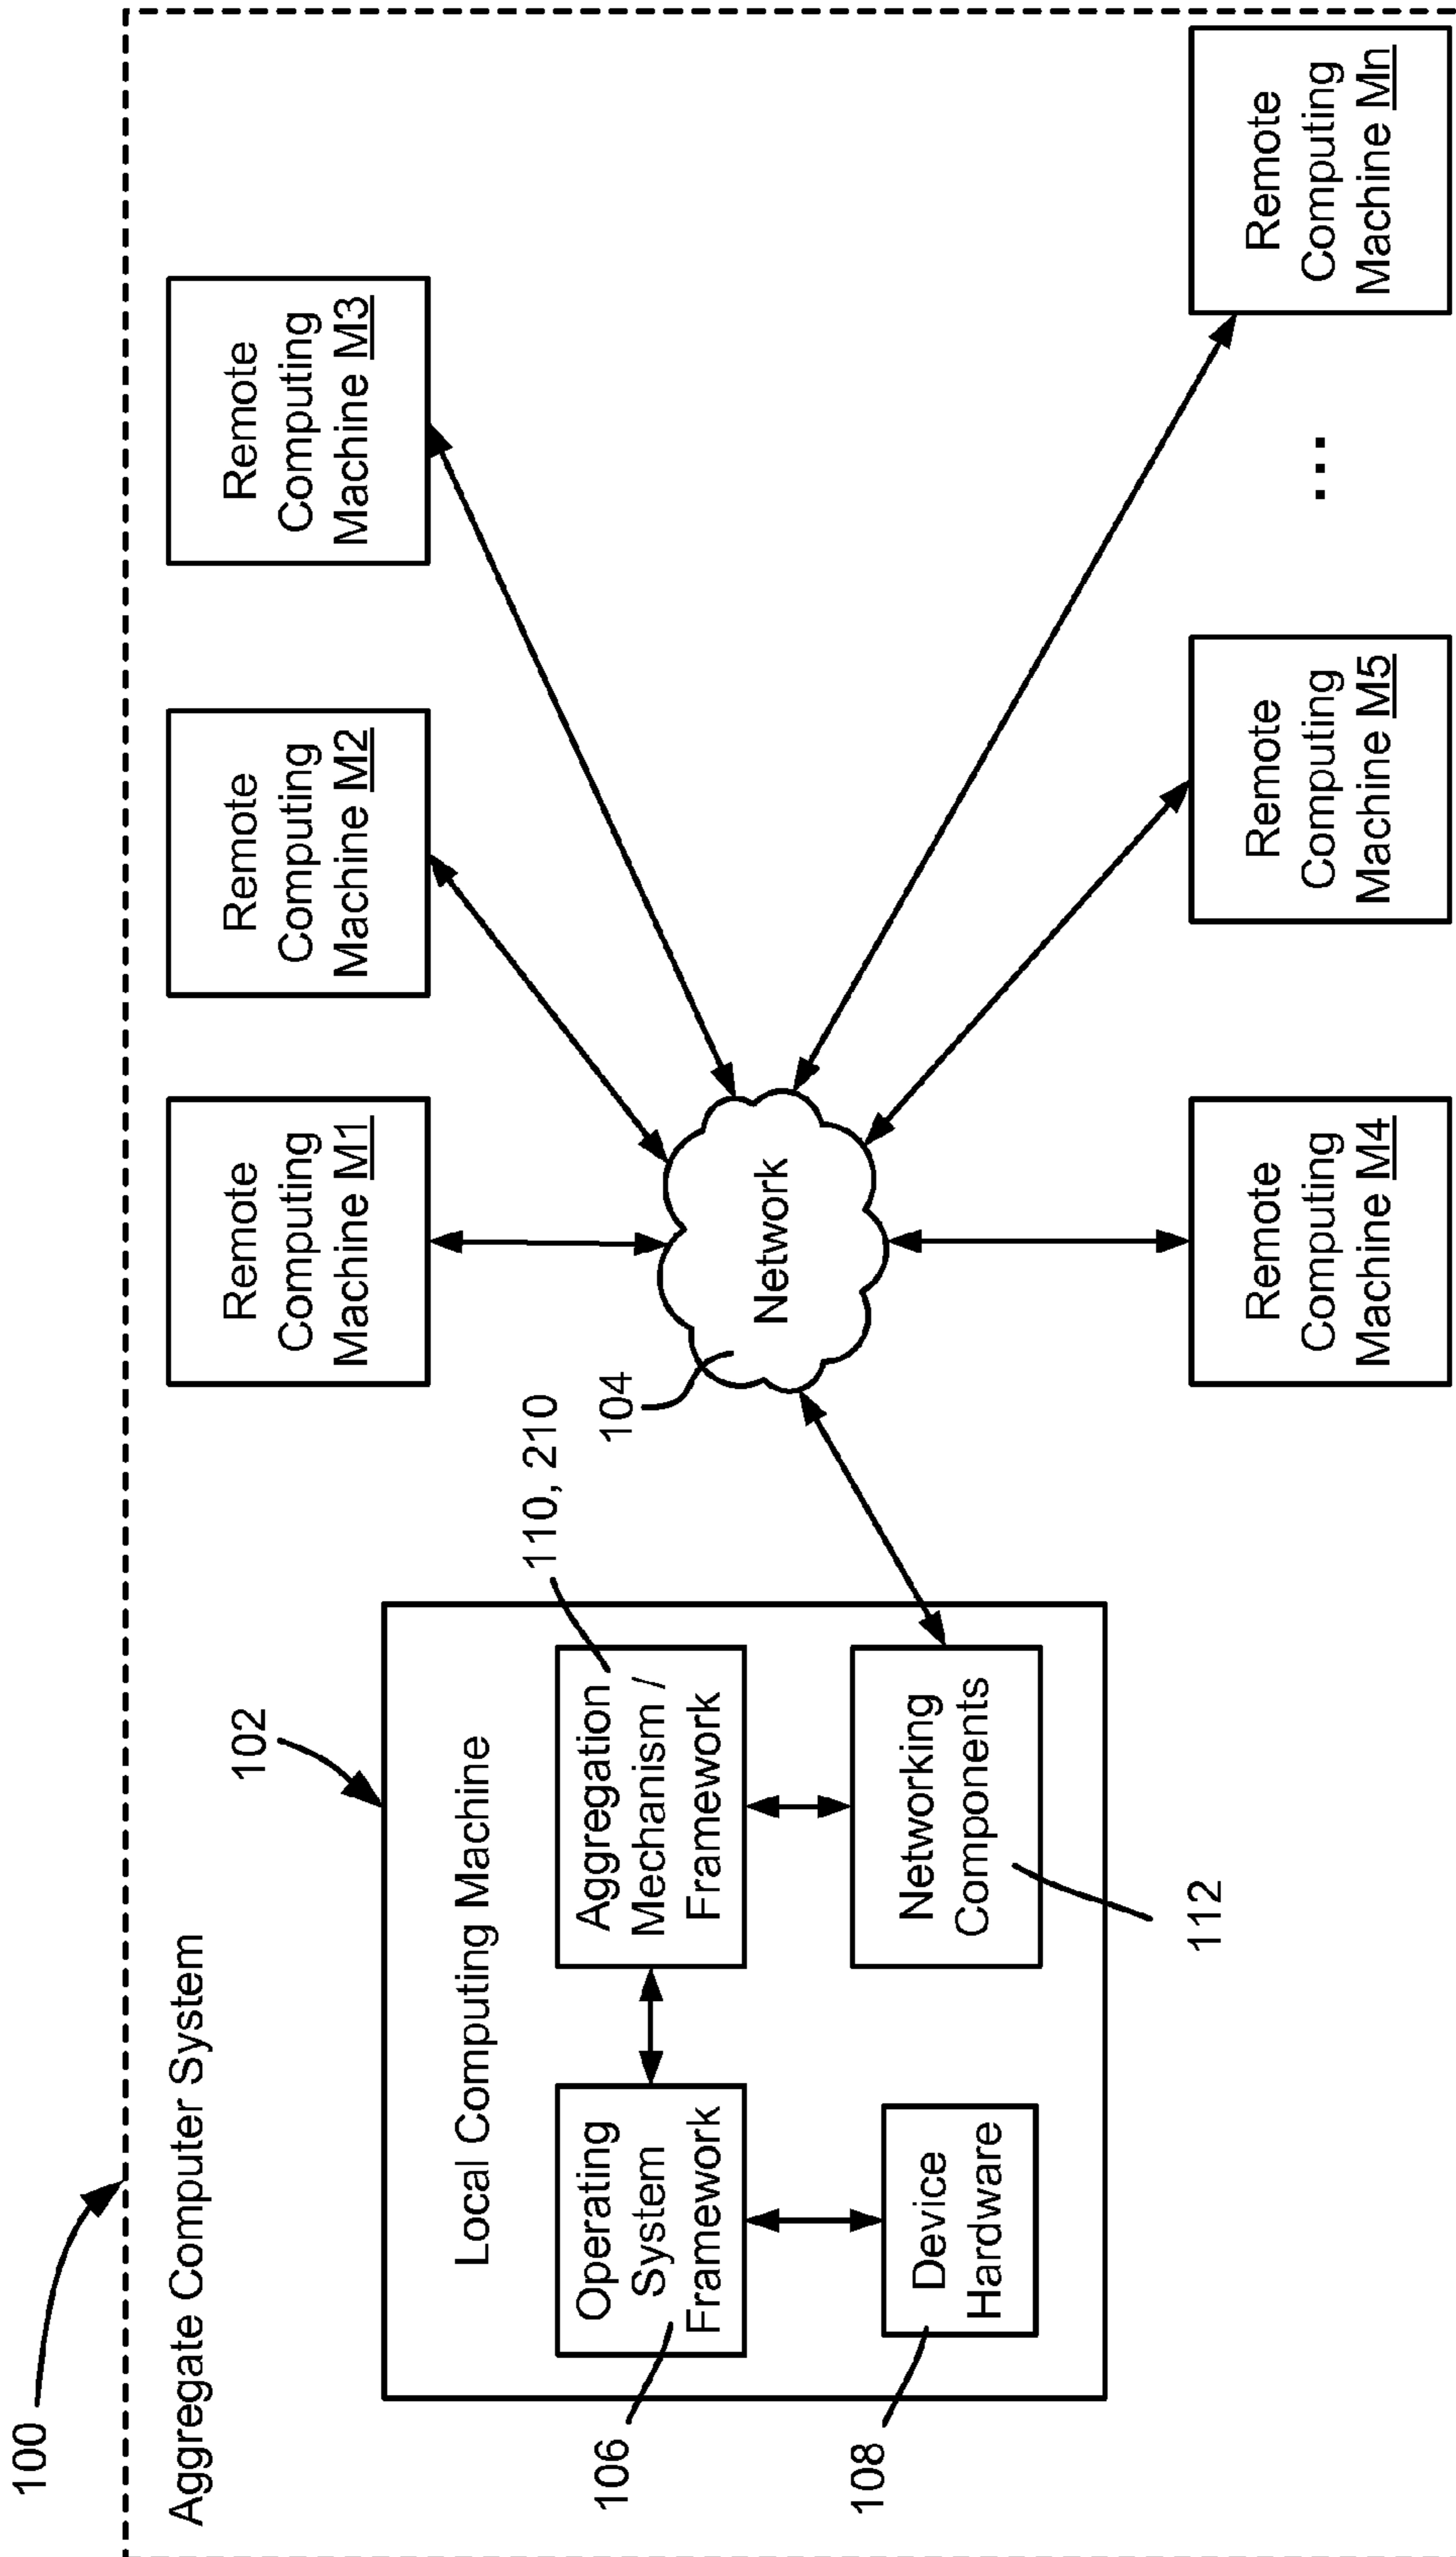 100
Aggregate Computer System
102
Local Computing Machine
Operating
System
Framework
106
Aggregation
Mechanism /
Framework
110, 210
Device
Hardware
108
Networking
Components
112
Network
104
Remote
Computing
Machine M1
Remote
Computing
Machine M2
Remote
Computing
Machine M3
Remote
Computing
Machine M4
Remote
Computing
Machine M5
...
Remote
Computing
Machine Mn